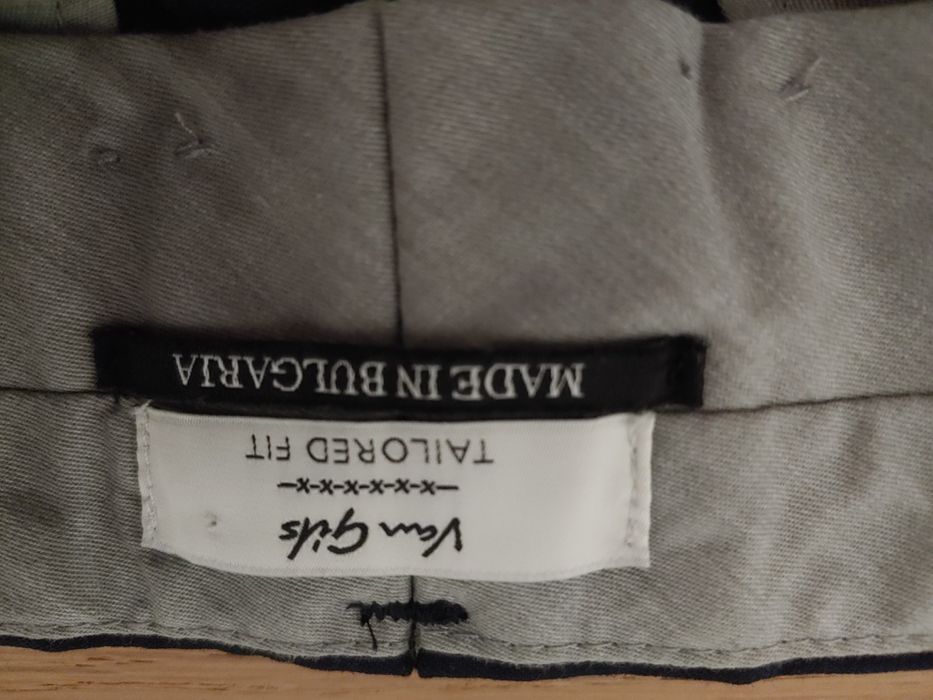 Van Gils
-x-x-x-x-x-x-
TAILORED FIT
MADE IN BULGARIA